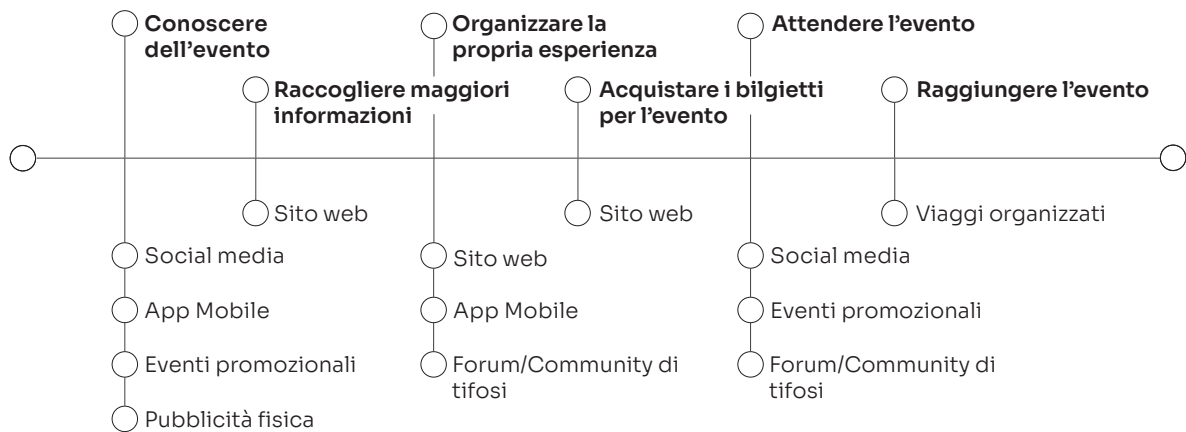 Conoscere
dell’evento
Organizzare la
propria esperienza
Attendere l’evento
Raccogliere maggiori
informazioni
Acquistare i bilgietti
per l’evento
Raggiungere l’evento
Sito web
Sito web
Viaggi organizzati
Social media
App Mobile
Eventi promozionali
Pubblicità fisica
Sito web
App Mobile
Forum/Community di
tifosi
Social media
Eventi promozionali
Forum/Community di
tifosi